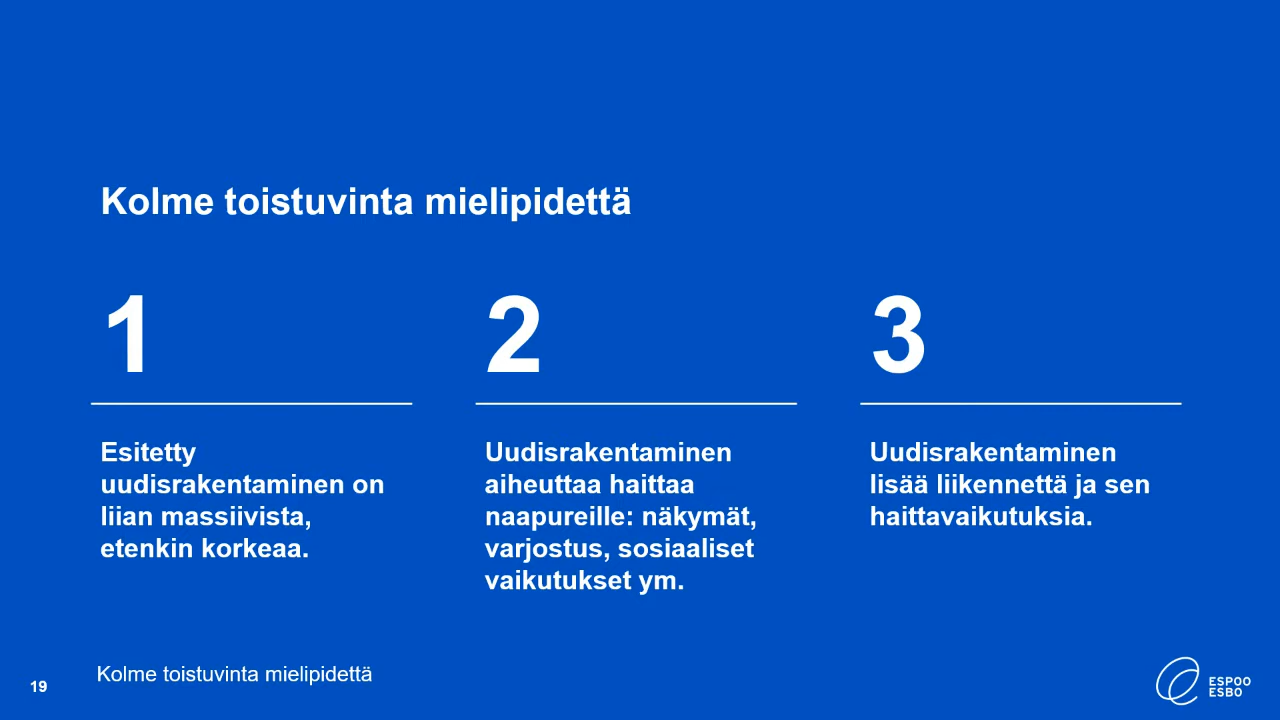 Kolme toistuvinta mielipidettä
1
Esitetty
uudisrakentaminen on
liian massiivista,
etenkin korkeaa.
2
Uudisrakentaminen
aiheuttaa haittaa
naapureille: näkymät,
varjostus, sosiaaliset
vaikutukset ym.
3
Uudisrakentaminen
lisää liikennettä ja sen
haittavaikutuksia.
19
Kolme toistuvinta mielipidettä
ESPOO
ESBO